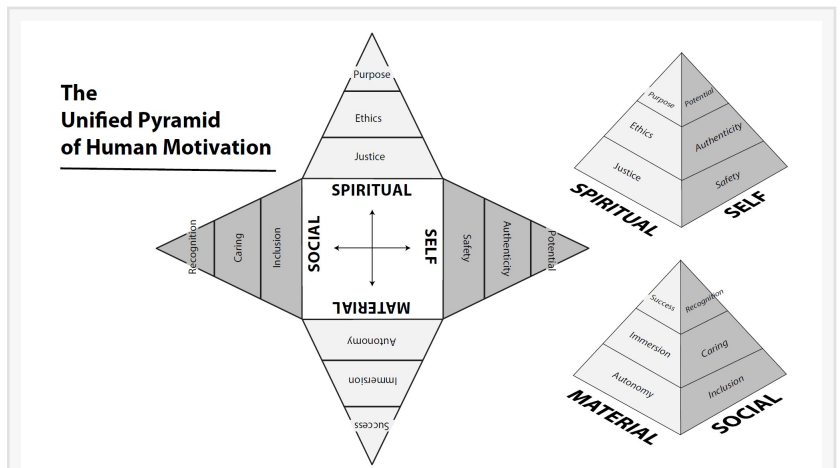 The
Unified Pyramid
of Human Motivation
Purpose
Ethics
Justice
SPIRITUAL
Recognition
Caring
Inclusion
SOCIAL
SELF
Safety
Authenticity
Potential
MATERIAL
Autonomy
Immersion
Success
Purpose
Potential
Ethics
Authenticity
Justice
Safety
SPIRITUAL
SELF
Success
Recognition
Immersion
Caring
Autonomy
Inclusion
MATERIAL
SOCIAL